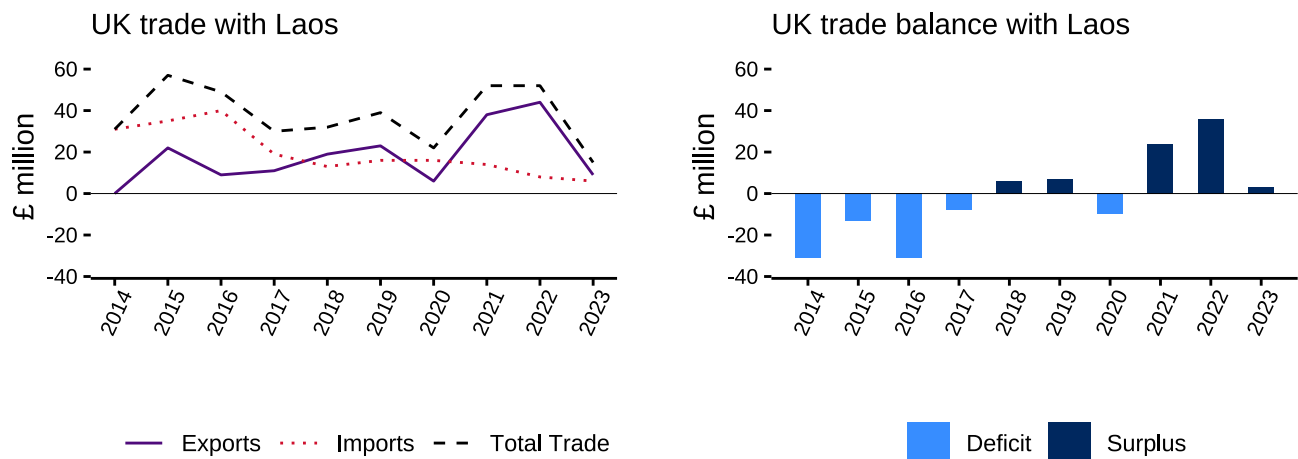 UK trade with Laos
£ million
60
40
20
0
-20
-40
2014 2015 2016 2017 2018 2019 2020 2021 2022 2023
Exports Imports Total Trade
UK trade balance with Laos
£ million
60
40
20
0
-20
-40
2014 2015 2016 2017 2018 2019 2020 2021 2022 2023
Deficit Surplus